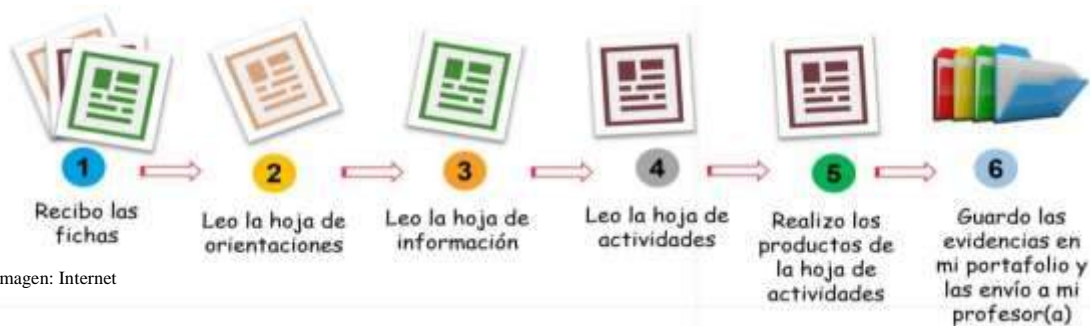 1
Recibo las
fichas
2
Leo la hoja de
orientaciones
3
Leo la hoja de
información
4
Leo la hoja de
actividades
5
Realizo los
productos de
la hoja de
actividades
6
Guardo las
evidencias en
mi portafolio y
las envío a mi
profesor(a)
magen: Internet